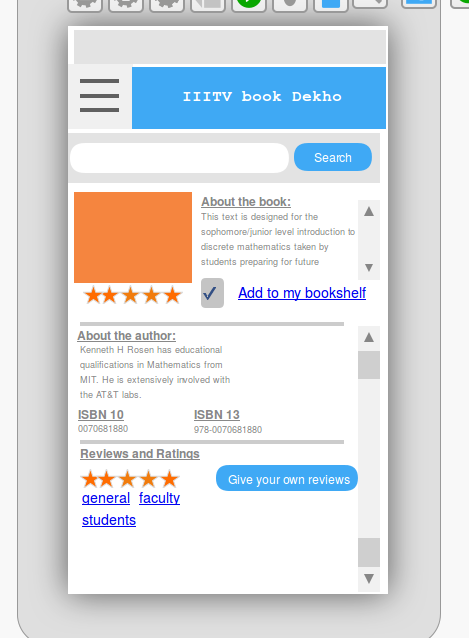 IIITV book Dekho
Search
About the book:
This text is designed for the
sophomore/junior level introduction to
discrete mathematics taken by
students preparing for future
Add to my bookshelf
About the author:
Kenneth H Rosen has educational
qualifications in Mathematics from
MIT. He is extensively involved with
the AT&T labs.
ISBN 10 ISBN 13
0070681880 978-0070681880
Reviews and Ratings
Give your own reviews
general faculty
students